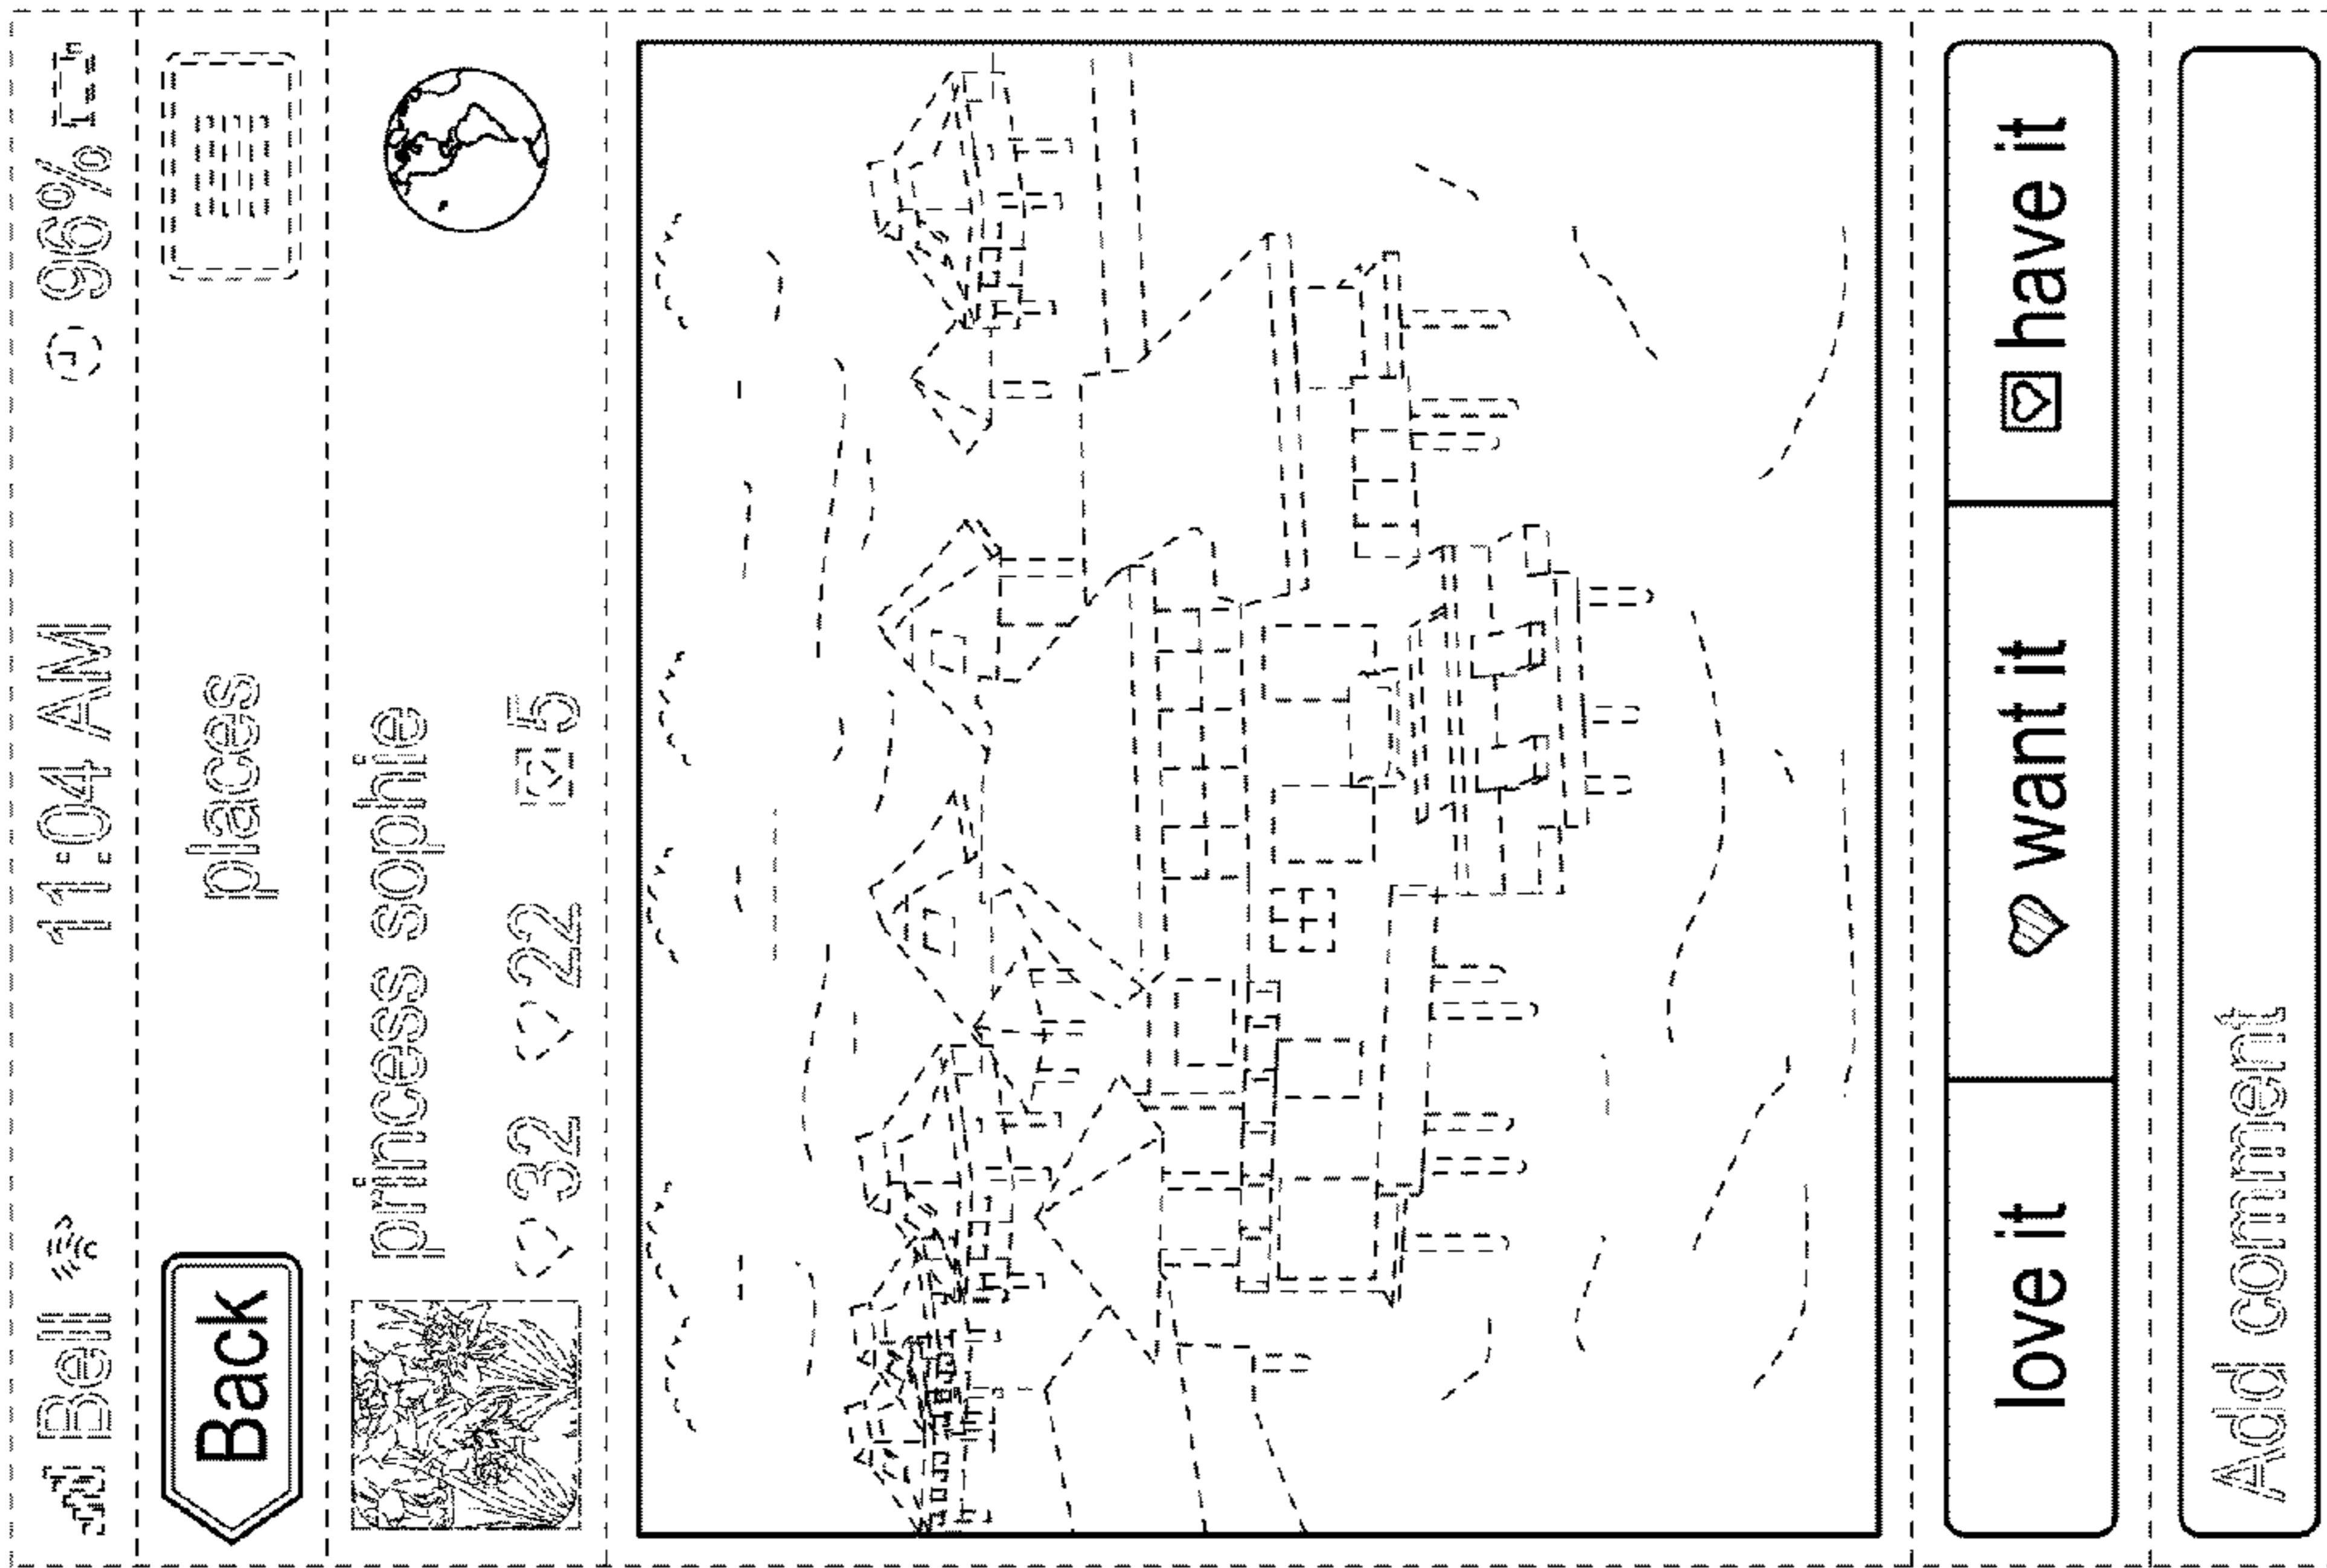 Bell 11:04 AM 96%
Back places
princess sophie
32 22 5
love it want it have it
Add comment